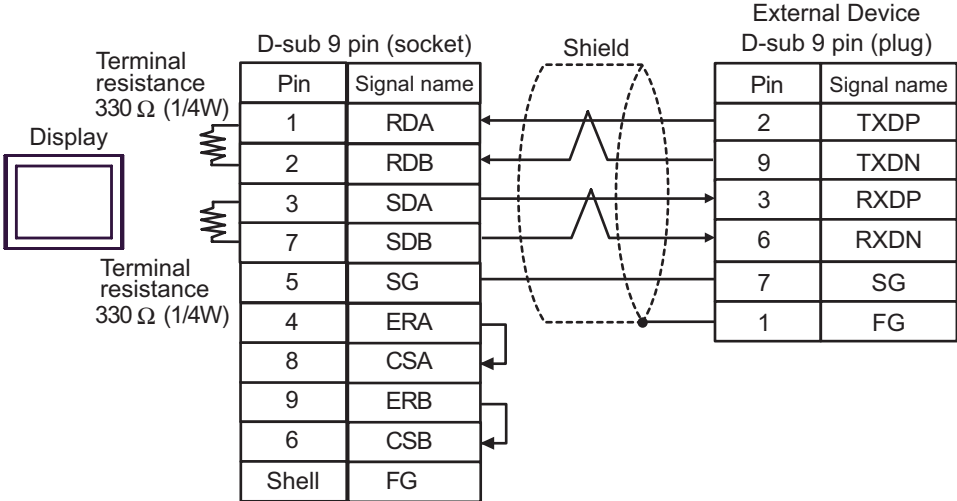 External Device
D-sub 9 pin (socket)
Shield
D-sub 9 pin (plug)
Terminal
resistance
330 Ω (1/4W)
Display
Pin Signal name
1 RDA
2 RDB
3 SDA
7 SDB
5 SG
4 ERA
8 CSA
9 ERB
6 CSB
Shell FG
Terminal
resistance
330 Ω (1/4W)
Pin Signal name
2 TXDP
9 TXDN
3 RXDP
6 RXDN
7 SG
1 FG